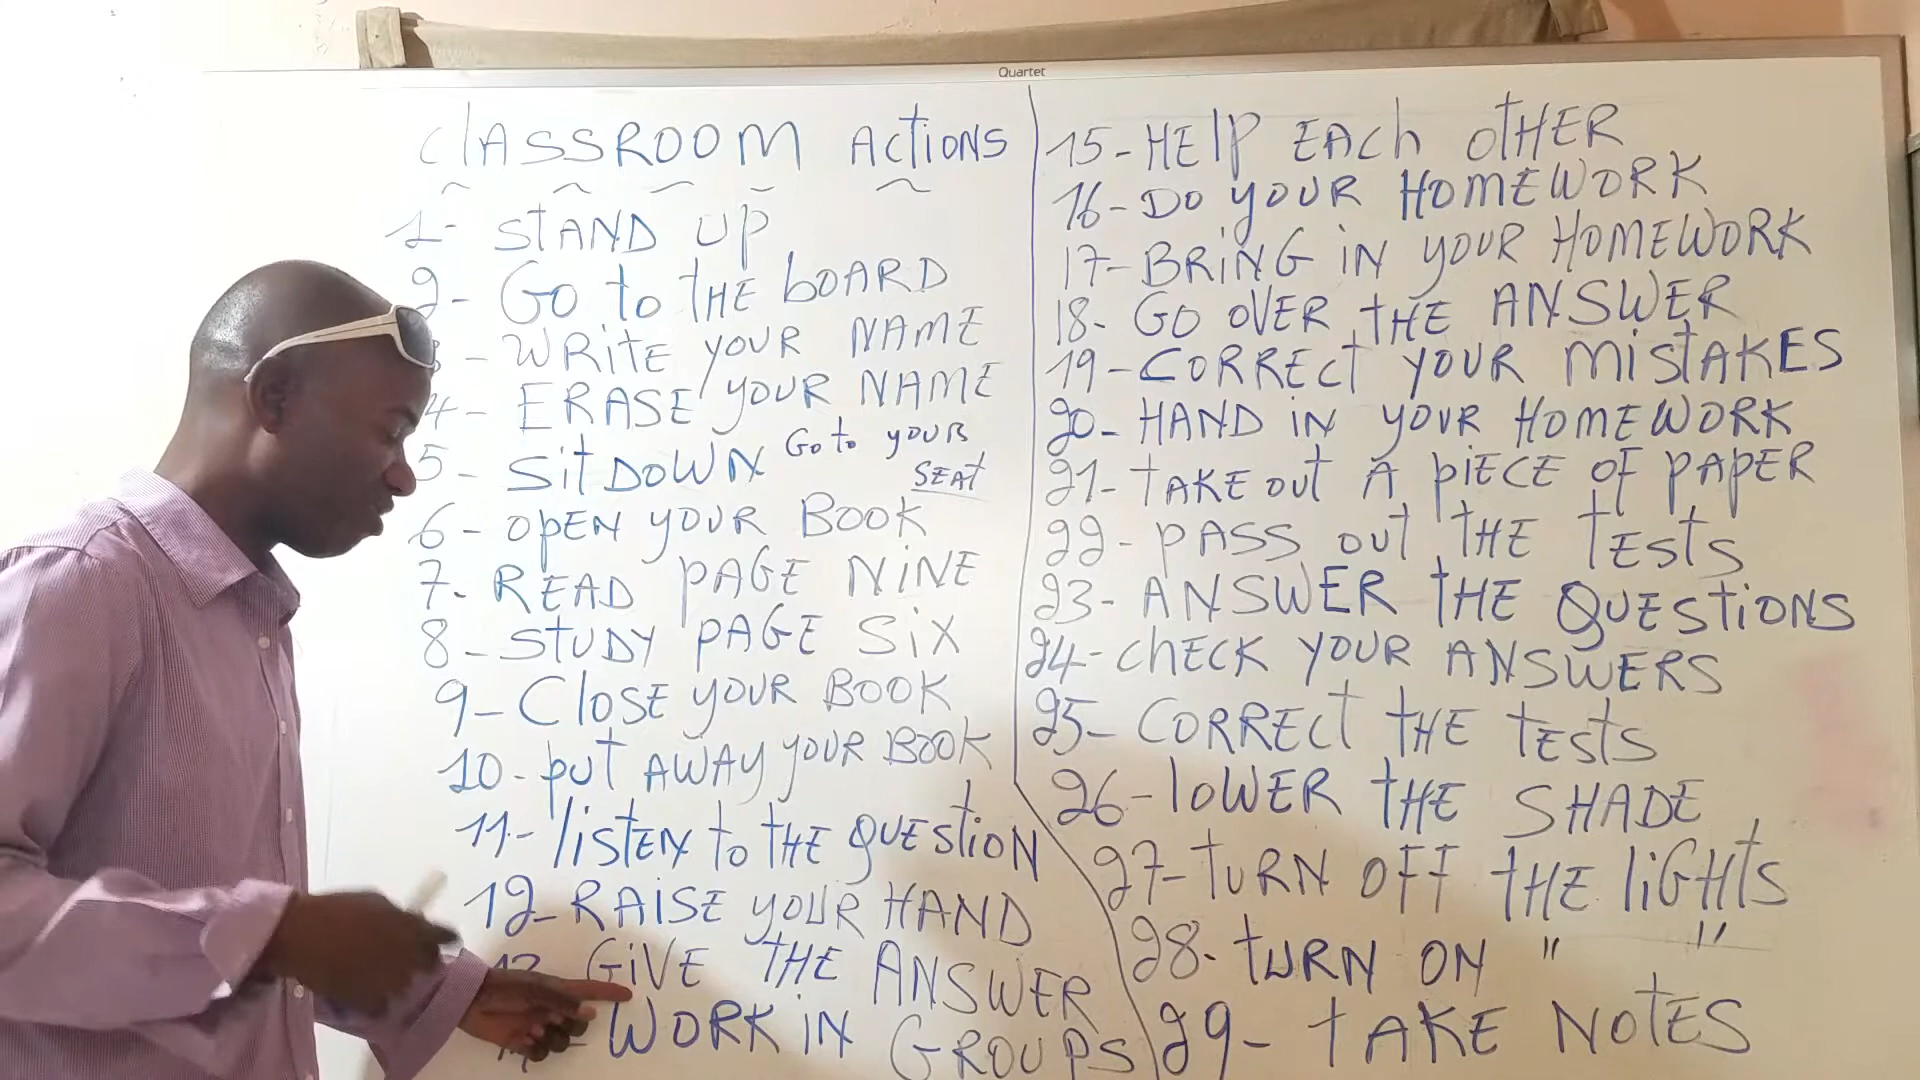 Quartet
CLASSROOM ACTIONS
1- STAND UP
2- GO TO THE BOARD
3- WRITE YOUR NAME
4- ERASE YOUR NAME
5- SIT DOWN GO TO YOUR SEAT
6- OPEN YOUR BOOK
7- READ PAGE NINE
8- STUDY PAGE SIX
9- CLOSE YOUR BOOK
10- PUT AWAY YOUR BOOK
11- LISTEN TO THE QUESTION
12- RAISE YOUR HAND
13 GIVE THE ANSWER
14- WORK IN GROUPS
15- HELP EACH OTHER
16- DO YOUR HOMEWORK
17- BRING IN YOUR HOMEWORK
18- GO OVER THE ANSWER
19- CORRECT YOUR MISTAKES
20- HAND IN YOUR HOMEWORK
21- TAKE OUT A PIECE OF PAPER
22- PASS OUT THE TESTS
23- ANSWER THE QUESTIONS
24- CHECK YOUR ANSWERS
25- CORRECT THE TESTS
26- LOWER THE SHADE
27- TURN OFF THE LIGHTS
28- TURN ON " "
29- TAKE NOTES